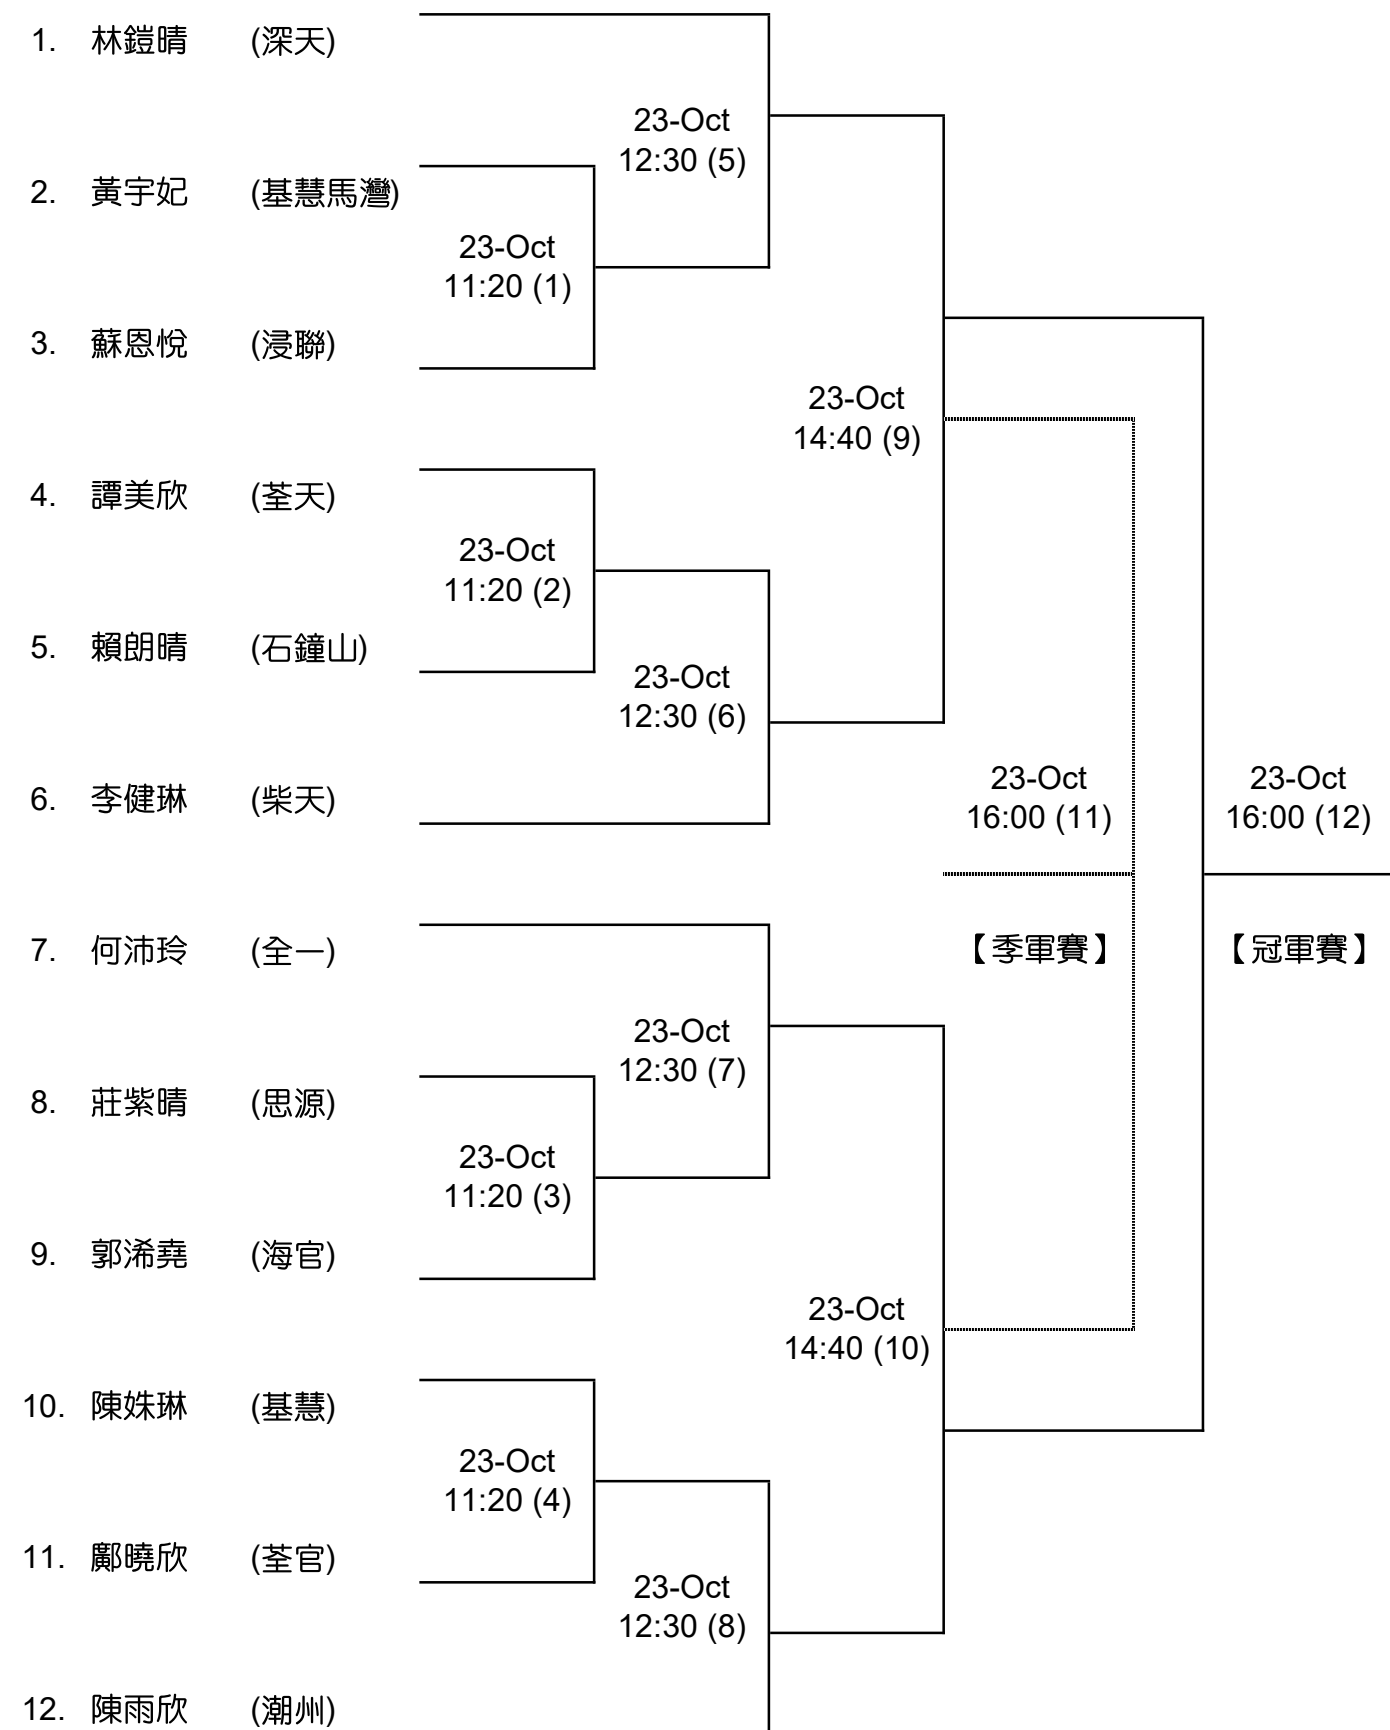 1. 林鎧晴 (深天)
23-Oct
12:30 (5)
2. 黃宇妃 (基慧馬灣)
23-Oct
11:20 (1)
3. 蘇恩悅 (浸聯)
23-Oct
14:40 (9)
4. 譚美欣 (荃天)
23-Oct
11:20 (2)
5. 賴朗晴 (石鐘山)
23-Oct
12:30 (6)
6. 李健琳 (柴天)
23-Oct
16:00 (11)
23-Oct
16:00 (12)
7. 何沛玲 (全一)
【季軍賽】
【冠軍賽】
23-Oct
12:30 (7)
8. 莊紫晴 (思源)
23-Oct
11:20 (3)
9. 郭浠堯 (海官)
23-Oct
14:40 (10)
10. 陳姝琳 (基慧)
23-Oct
11:20 (4)
11. 鄺曉欣 (荃官)
23-Oct
12:30 (8)
12. 陳雨欣 (潮州)